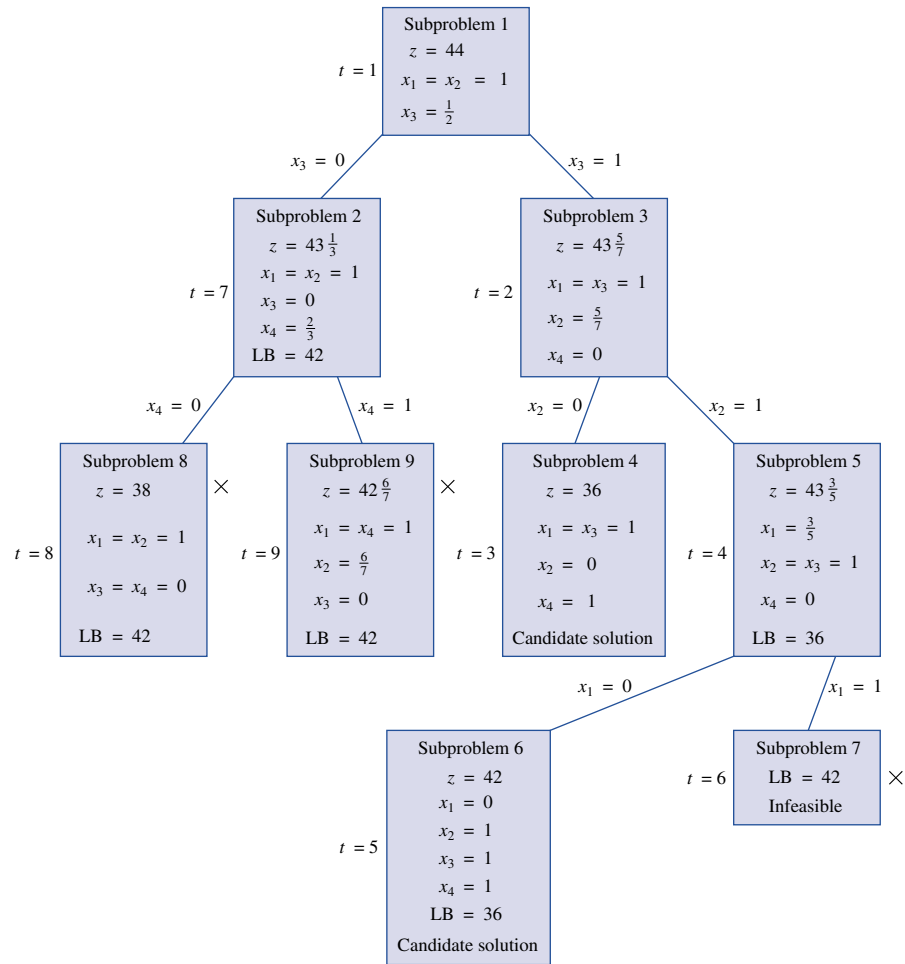 Subproblem 1
z = 44
t = 1
x₁ = x₂ = 1
x₃ = 1/2
x₃ = 0
x₃ = 1
Subproblem 2
z = 43 1/3
x₁ = x₂ = 1
t = 7
x₃ = 0
x₄ = 2/3
LB = 42
Subproblem 3
z = 43 5/7
x₁ = x₃ = 1
t = 2
x₂ = 5/7
x₄ = 0
x₄ = 0
x₄ = 1
x₂ = 0
x₂ = 1
Subproblem 8
z = 38
×
x₁ = x₂ = 1
t = 8
x₃ = x₄ = 0
LB = 42
Subproblem 9
z = 42 6/7
×
x₁ = x₄ = 1
t = 9
x₂ = 6/7
x₃ = 0
LB = 42
Subproblem 4
z = 36
x₁ = x₃ = 1
t = 3
x₂ = 0
x₄ = 1
Candidate solution
Subproblem 5
z = 43 3/5
x₁ = 3/5
t = 4
x₂ = x₃ = 1
x₄ = 0
LB = 36
x₁ = 0
x₁ = 1
Subproblem 6
z = 42
x₁ = 0
x₂ = 1
t = 5
x₃ = 1
x₄ = 1
LB = 36
Candidate solution
Subproblem 7
t = 6
LB = 42
×
Infeasible